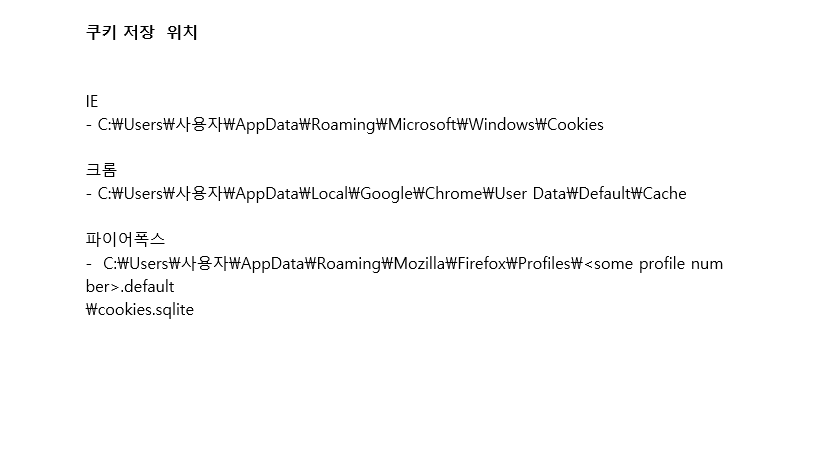 쿠키 저장  위치
IE
- C:₩Users₩사용자₩AppData₩Roaming₩Microsoft₩Windows₩Cookies
크롬
- C:₩Users₩사용자₩AppData₩Local₩Google₩Chrome₩User Data₩Default₩Cache
파이어폭스
-  C:₩Users₩사용자₩AppData₩Roaming₩Mozilla₩Firefox₩Profiles₩<some profile num
ber>.default
₩cookies.sqlite